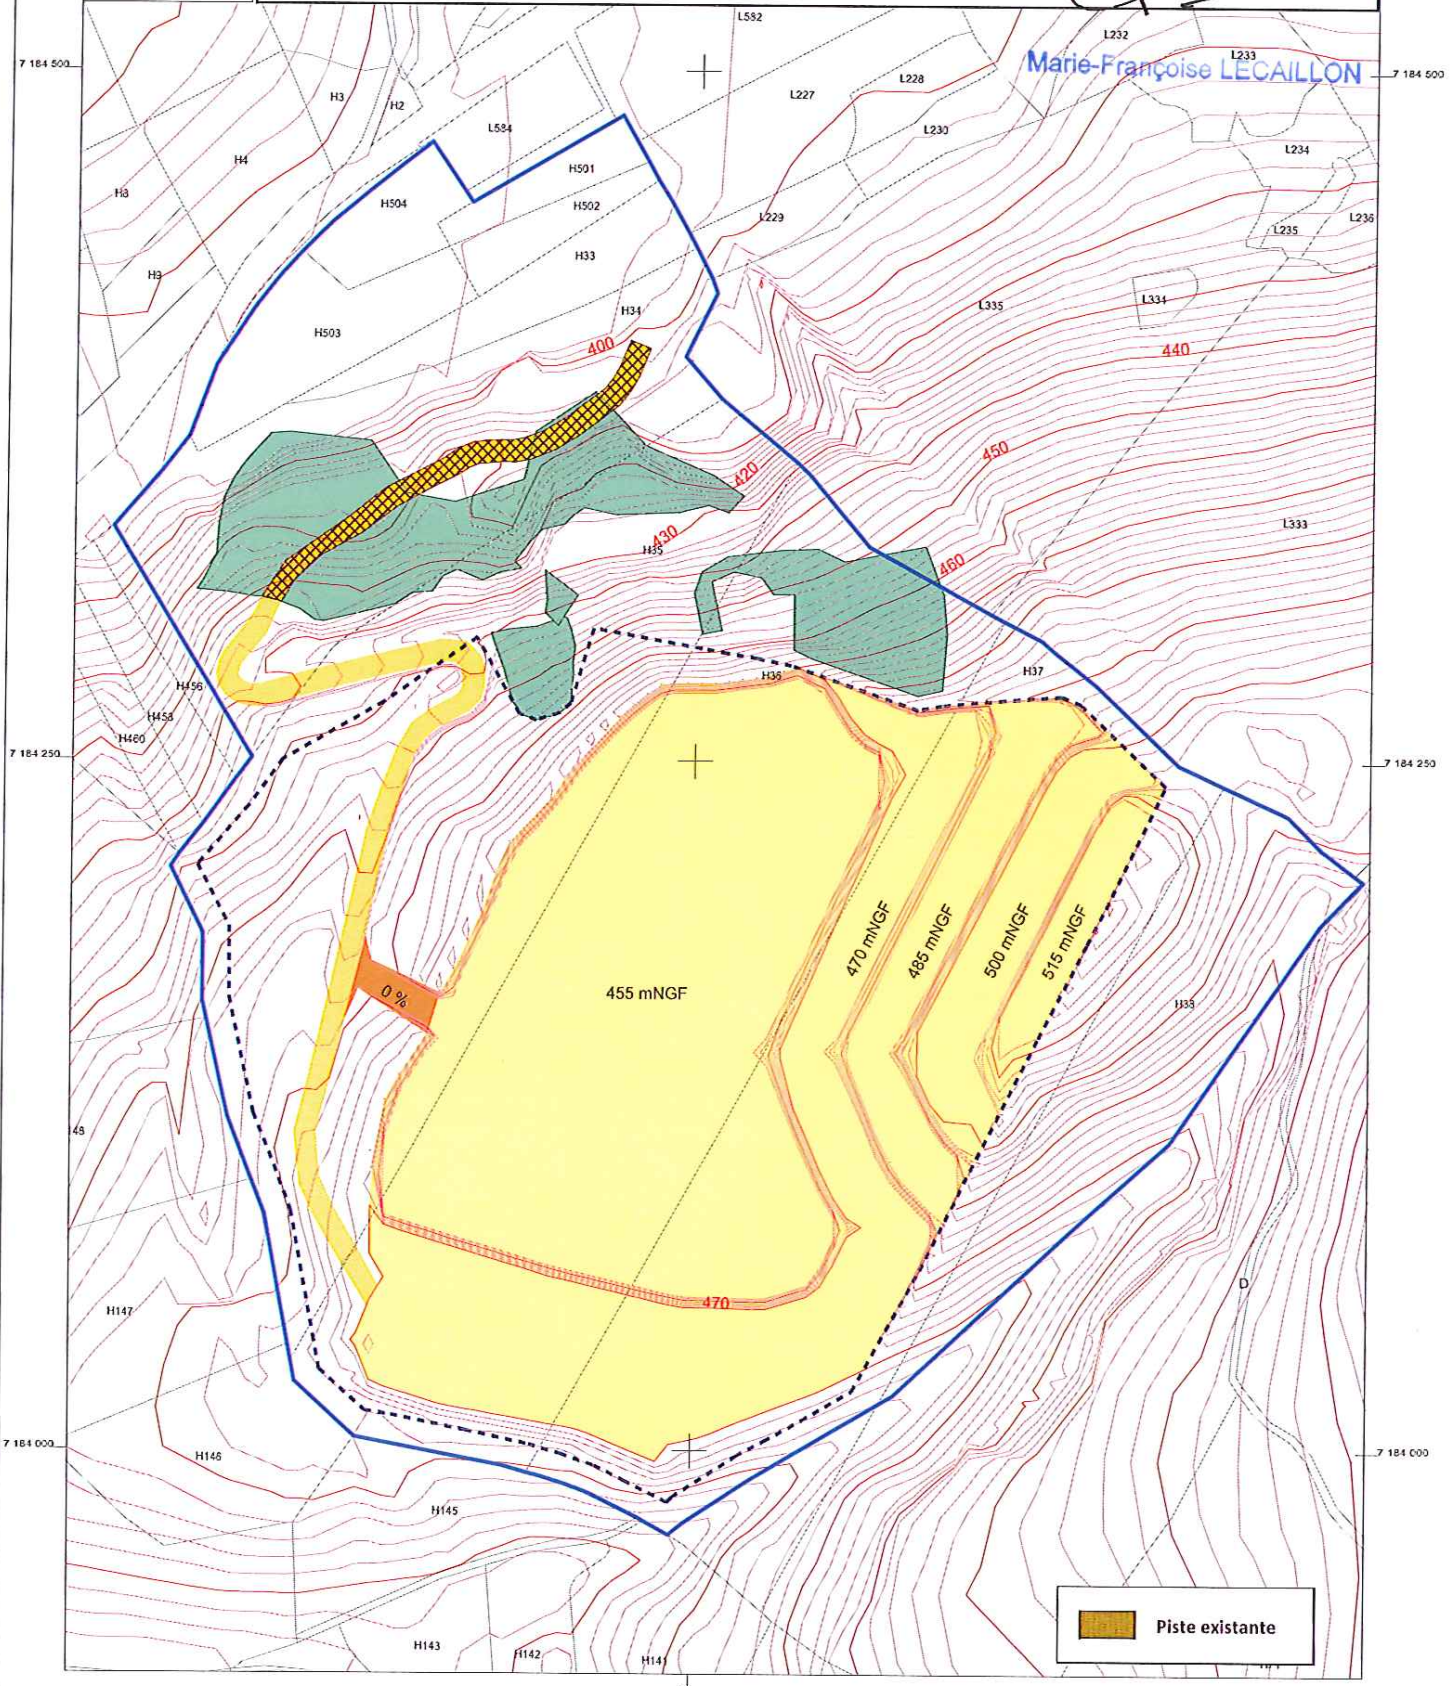 L582
L232
L233
Marie-Françoise LECAILLON
7 184 500
7 184 500
L228
L227
H3
H2
L584
L230
L234
H4
H501
H3
H504
H502
L229
L236
L235
H33
H3
L335
L334
H34
H503
400
440
450
420
L333
430
H35
460
H37
H36
H456
H453
H460
7 184 250
7 184 250
470 mNGF
485 mNGF
500 mNGF
515 mNGF
0 %
455 mNGF
H33
48
D
H147
470
7 184 000
7 184 000
H146
H145
Piste existante
H143
H142
H141